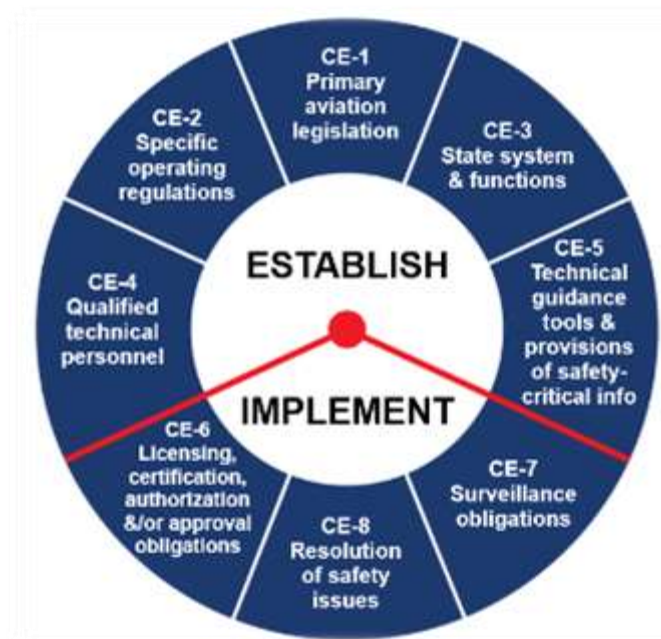 CE-1
Primary
aviation
legislation
CE-2
Specific
operating
regulations
CE-3
State system
& functions
CE-4
Qualified
technical
personnel
CE-5
Technical
guidance
tools &
provisions
of safety-
critical info
ESTABLISH
IMPLEMENT
CE-6
Licensing,
certification,
authorization
&/or approval
obligations
CE-7
Surveillance
obligations
CE-8
Resolution
of safety
issues